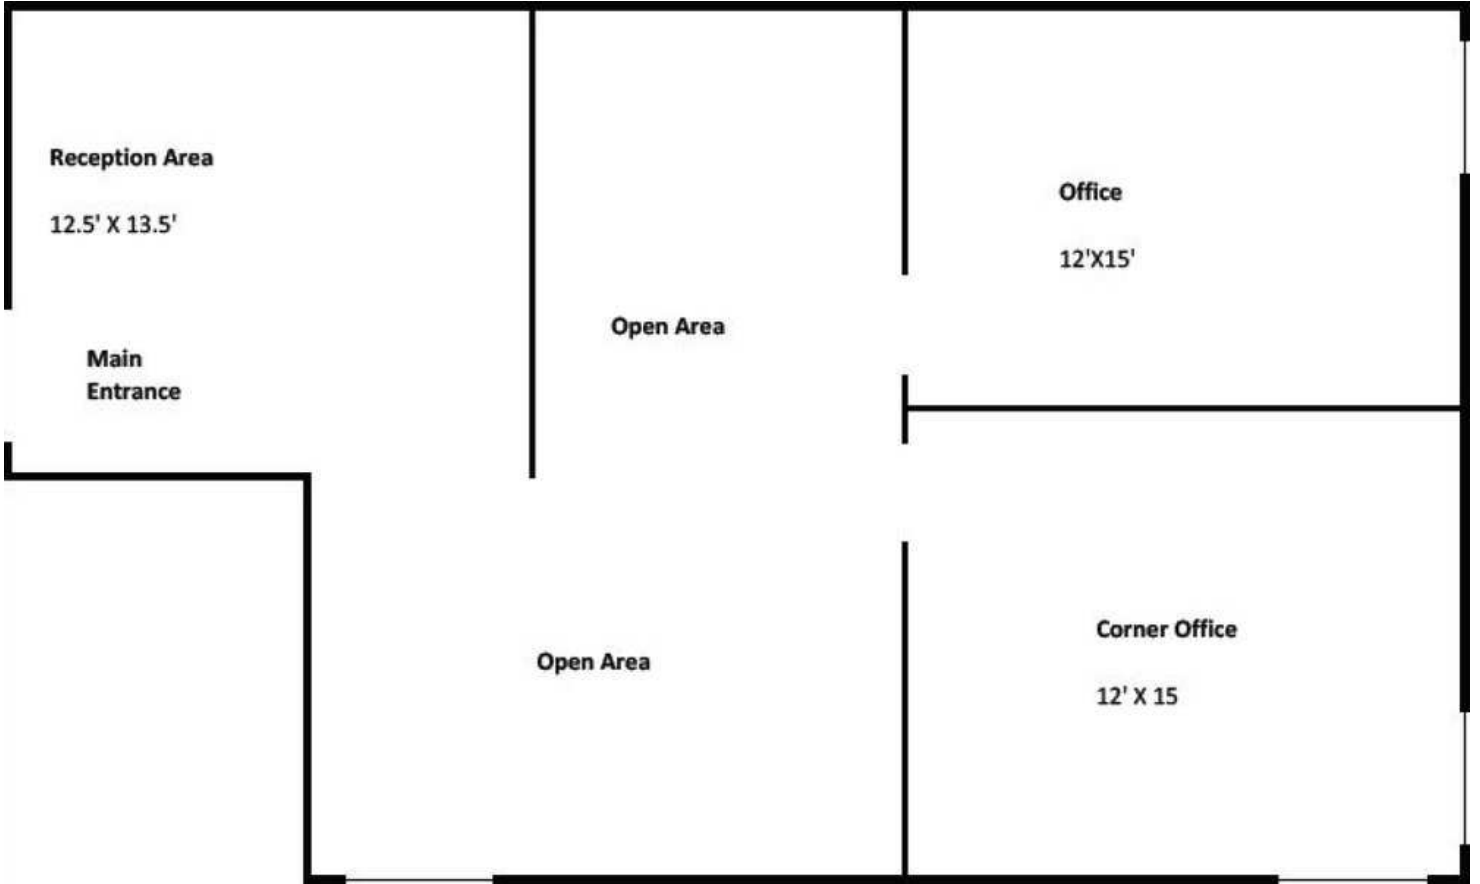 Reception Area
12.5' X 13.5'
Main
Entrance
Open Area
Office
12'X15'
Open Area
Corner Office
12' X 15